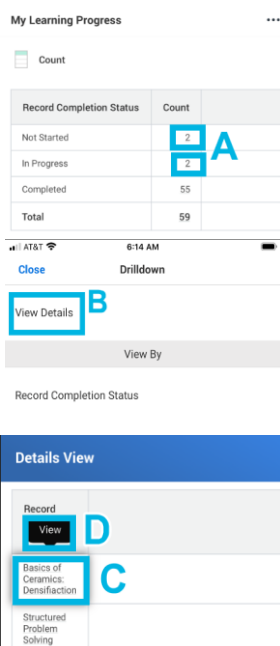 My Learning Progress
Count
Record Completion Status Count
Not Started 2
A
In Progress 2
Completed 55
Total 59
AT&T 6:14 AM
Close Drilldown
View Details B
View By
Record Completion Status
Details View
Record
View D
Basics of
Ceramics:
Densifiaction
C
Structured
Problem
Solving